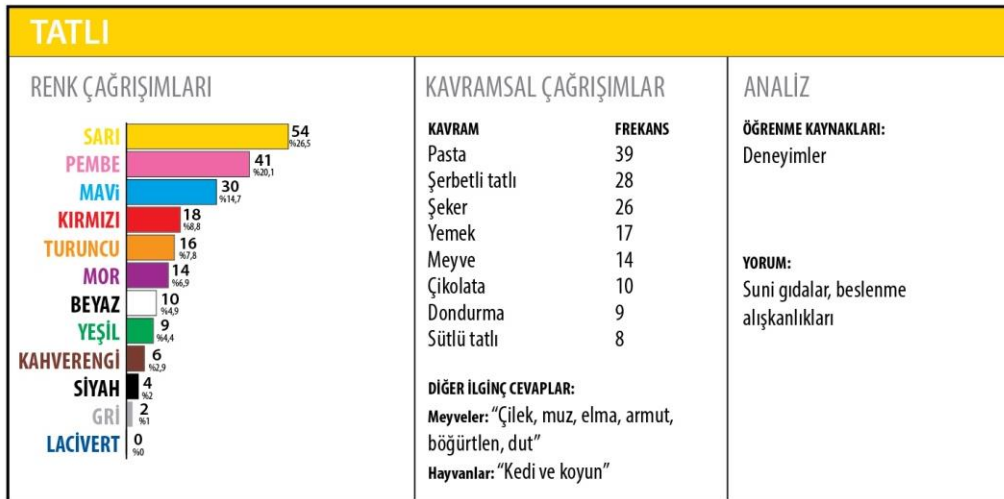 TATLI
RENK ÇAĞRIŞIMLARI
SARI 54 %26,5
PEMBE 41 %20,1
MAVi 30 %14,7
KIRMIZI 18 %8,8
TURUNCU 16 %7,8
MOR 14 %6,9
BEYAZ 10 %4,9
YEŞİL 9 %4,4
KAHVERENGİ 6 %2,9
SİYAH 4 %2
GRİ 2 %1
LACİVERT 0 %0
KAVRAMSAL ÇAĞRIŞIMLAR
KAVRAM FREKANS
Pasta 39
Şerbetli tatlı 28
Şeker 26
Yemek 17
Meyve 14
Çikolata 10
Dondurma 9
Sütlü tatlı 8
DİĞER İLGİNÇ CEVAPLAR:
Meyveler: “Çilek, muz, elma, armut,
böğürtlen, dut”
Hayvanlar: “Kedi ve koyun”
ANALİZ
ÖĞRENME KAYNAKLARI:
Deneyimler
YORUM:
Suni gıdalar, beslenme
alışkanlıkları